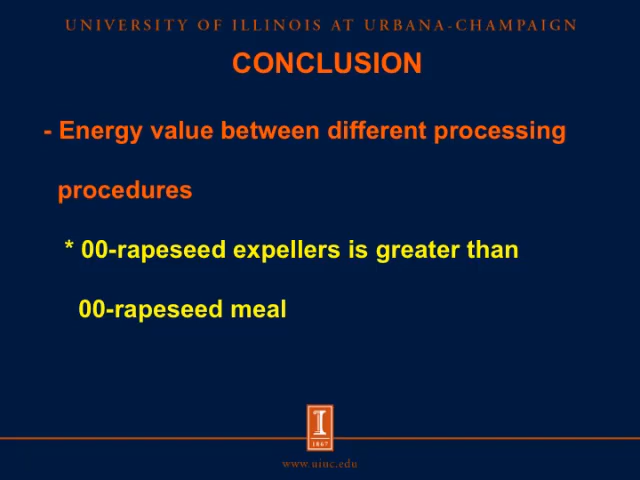 UNIVERSITY OF ILLINOIS AT URBANA-CHAMPAIGN
CONCLUSION
- Energy value between different processing
procedures
* 00-rapeseed expellers is greater than
00-rapeseed meal
I
1867
www.uiuc.edu